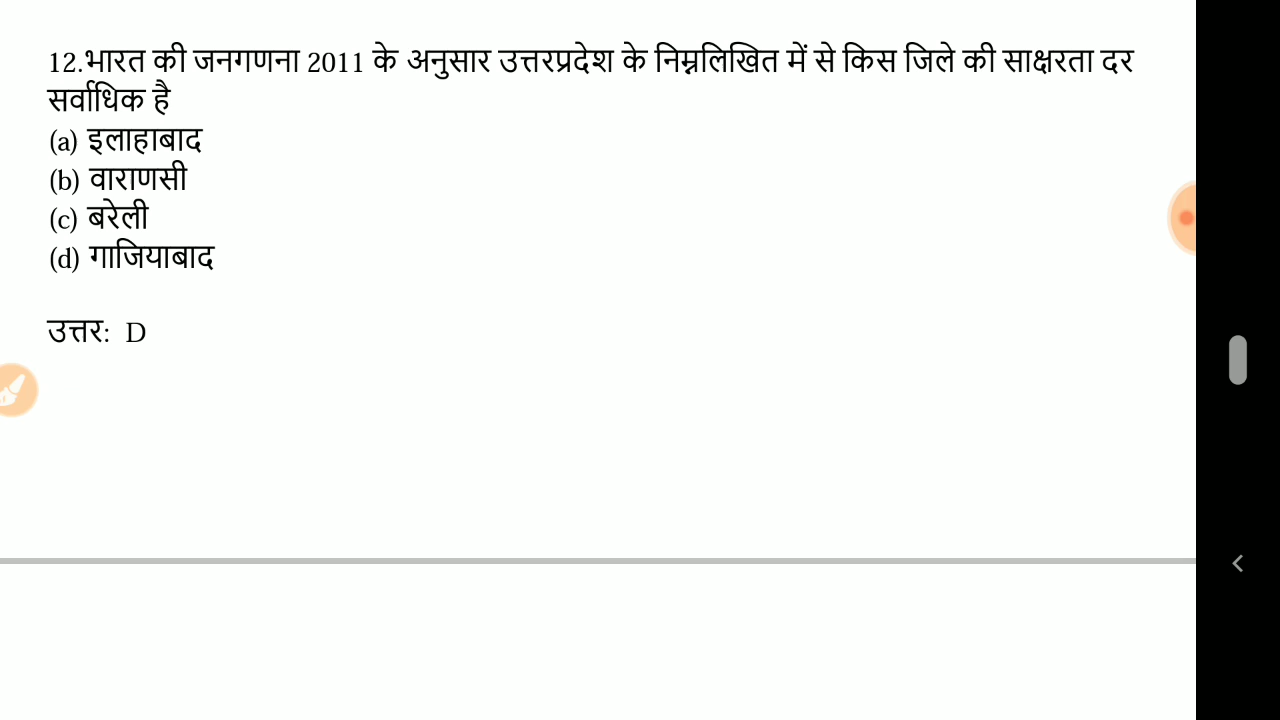 12.भारत की जनगणना 2011 के अनुसार उत्तरप्रदेश के निम्नलिखित में से किस जिले की साक्षरता दर
सर्वाधिक है
(a) इलाहाबाद
(b) वाराणसी
(c) बरेली
(d) गाजियाबाद
उत्तर: D